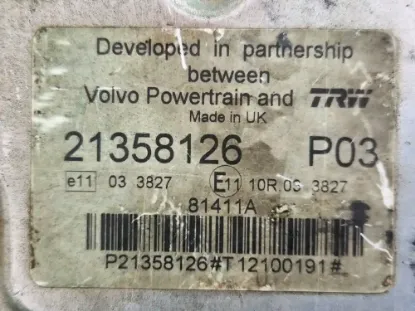 Developed in partnership
between
Volvo Powertrain and TRW
Made in UK
21358126 P03
e11 03 3827 E11 10R.03 3827
81411A
P21358126#T12100191#